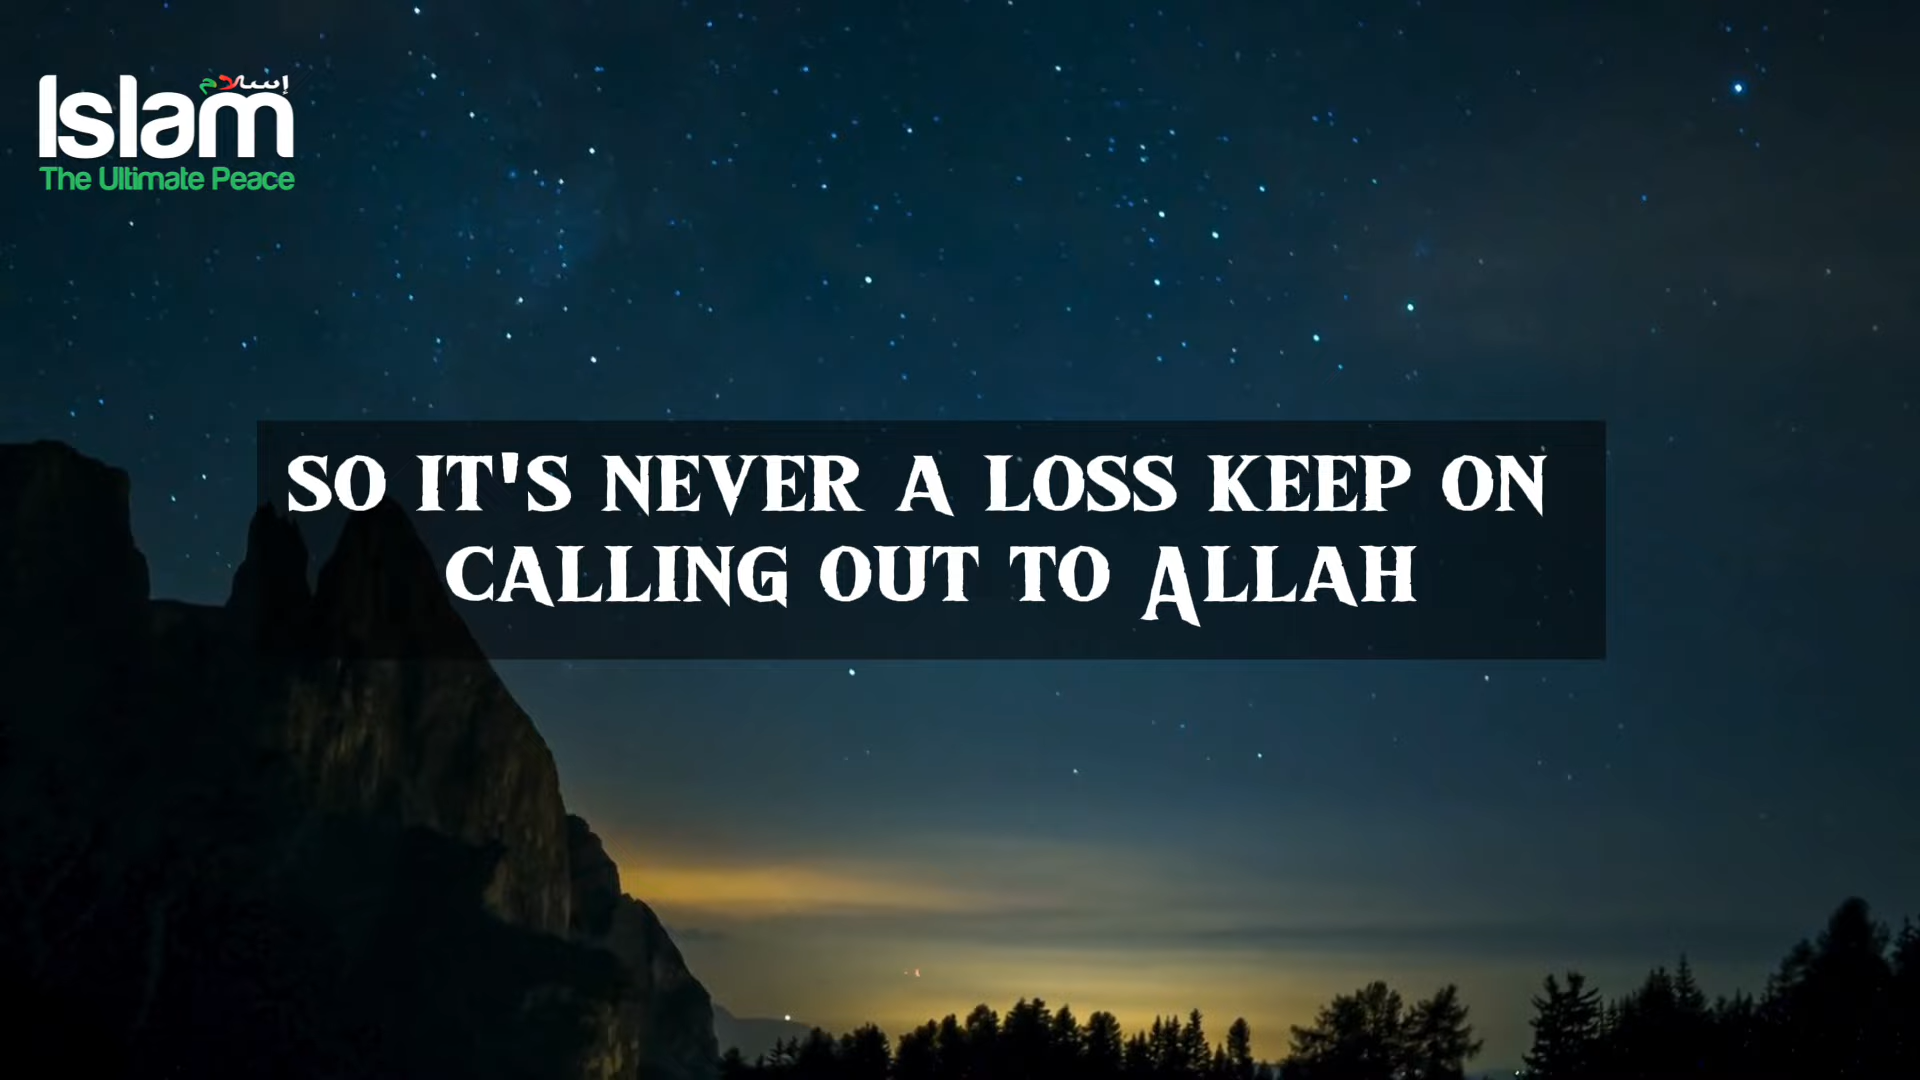 إسلام
Islam
The Ultimate Peace
so it's never a loss keep on
calling out to Allah